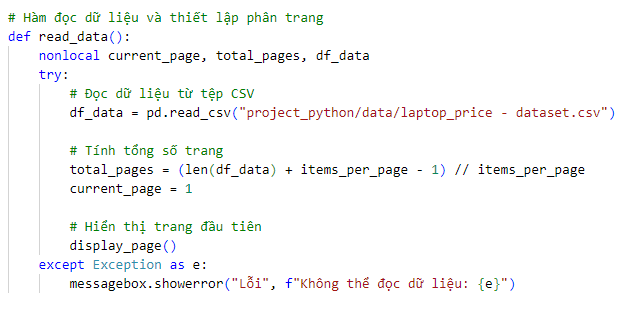 # Hàm đọc dữ liệu và thiết lập phân trang
def read_data():
    nonlocal current_page, total_pages, df_data
    try:
        # Đọc dữ liệu từ tệp CSV
        df_data = pd.read_csv("project_python/data/laptop_price - dataset.csv")

        # Tính tổng số trang
        total_pages = (len(df_data) + items_per_page - 1) // items_per_page
        current_page = 1

        # Hiển thị trang đầu tiên
        display_page()
    except Exception as e:
        messagebox.showerror("Lỗi", f"Không thể đọc dữ liệu: {e}")